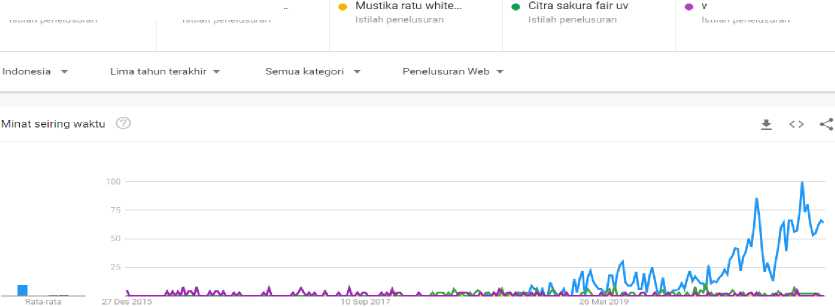 Mustika ratu white...
Citra sakura fair uv
v
Istilah penelusuran
Istilah penelusuran
Istilah penelusuran
Istilah penelusuran
Istilah penelusuran
Indonesia
Lima tahun terakhir
Semua kategori
Penelusuran Web
Minat seiring waktu
100
75
50
25
Rata-rata
27 Des 2015
10 Sep 2017
26 Mei 2019